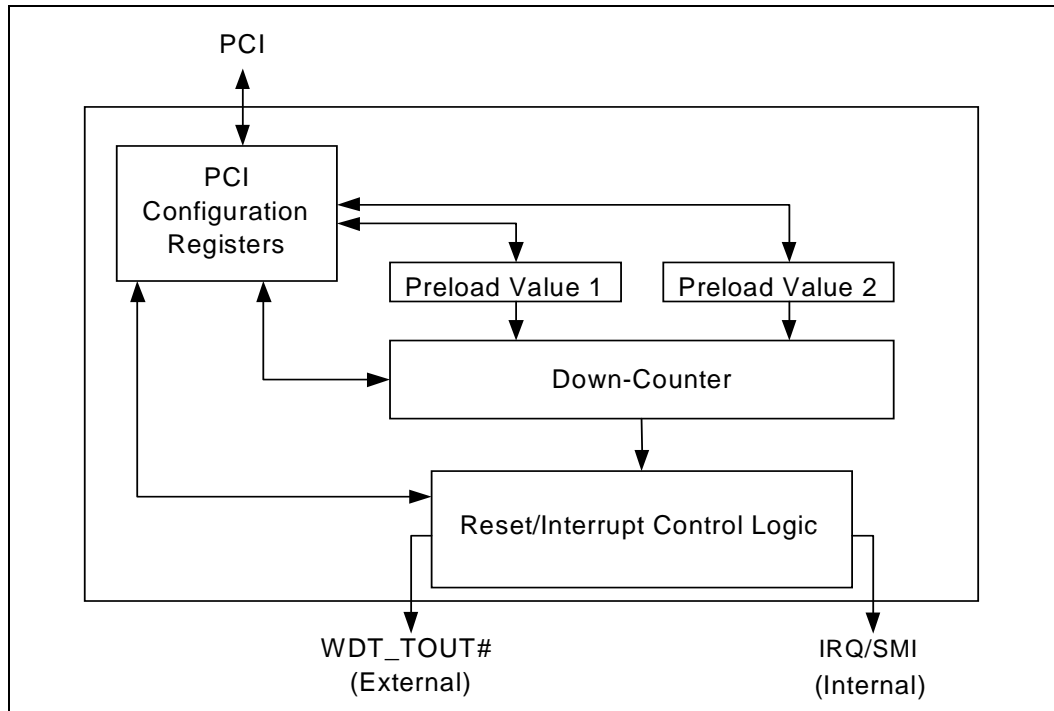 PCI
PCI
Configuration
Registers
Preload Value 1
Preload Value 2
Down-Counter
Reset/Interrupt Control Logic
WDT_TOUT#
(External)
IRQ/SMI
(Internal)